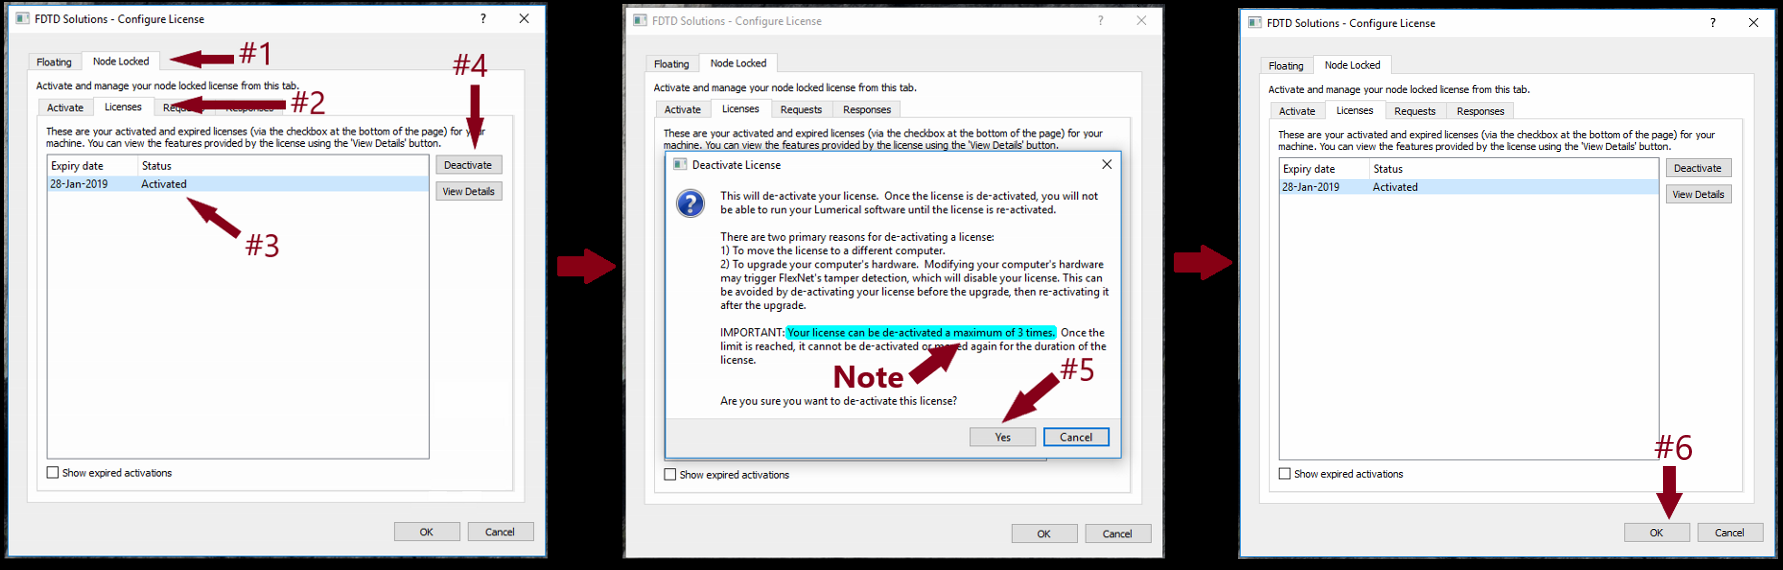 FDTD Solutions - Configure License
?
#1
Floating
Node Locked
#4
Activate and manage your node locked license from this tab.
Activate
Licenses
#2
These are your activated and expired licenses (via the checkbox at the bottom of the page) for your
machine. You can view the features provided by the license using the 'View Details' button.
Expiry date
Status
Deactivate
28-Jan-2019
Activated
View Details
#3
Show expired activations
OK
Cancel
FDTD Solutions - Configure License
?
Floating
Node Locked
Activate and manage your node locked license from this tab.
Activate
Licenses
Requests
Responses
These are your activated and expired licenses (via the checkbox at the bottom of the page) for your
machine. You can view the features provided by the license using the 'View Details' button.
Deactivate License
?
This will de-activate your license. Once the license is de-activated, you will not
be able to run your Lumerical software until the license is re-activated.
There are two primary reasons for de-activating a license:
1) To move the license to a different computer.
2) To upgrade your computer's hardware. Modifying your computer's hardware
may trigger FlexNet's tamper detection, which will disable your license. This can
be avoided by de-activating your license before the upgrade, then re-activating it
after the upgrade.
IMPORTANT: Your license can be de-activated a maximum of 3 times. Once the
limit is reached, it cannot be de-activated or moved again for the duration of the
license.
Note
#5
Are you sure you want to de-activate this license?
Yes
Cancel
Show expired activations
OK
Cancel
FDTD Solutions - Configure License
?
Floating
Node Locked
Activate and manage your node locked license from this tab.
Activate
Licenses
Requests
Responses
These are your activated and expired licenses (via the checkbox at the bottom of the page) for your
machine. You can view the features provided by the license using the 'View Details' button.
Expiry date
Status
Deactivate
28-Jan-2019
Activated
View Details
#6
Show expired activations
OK
Cancel